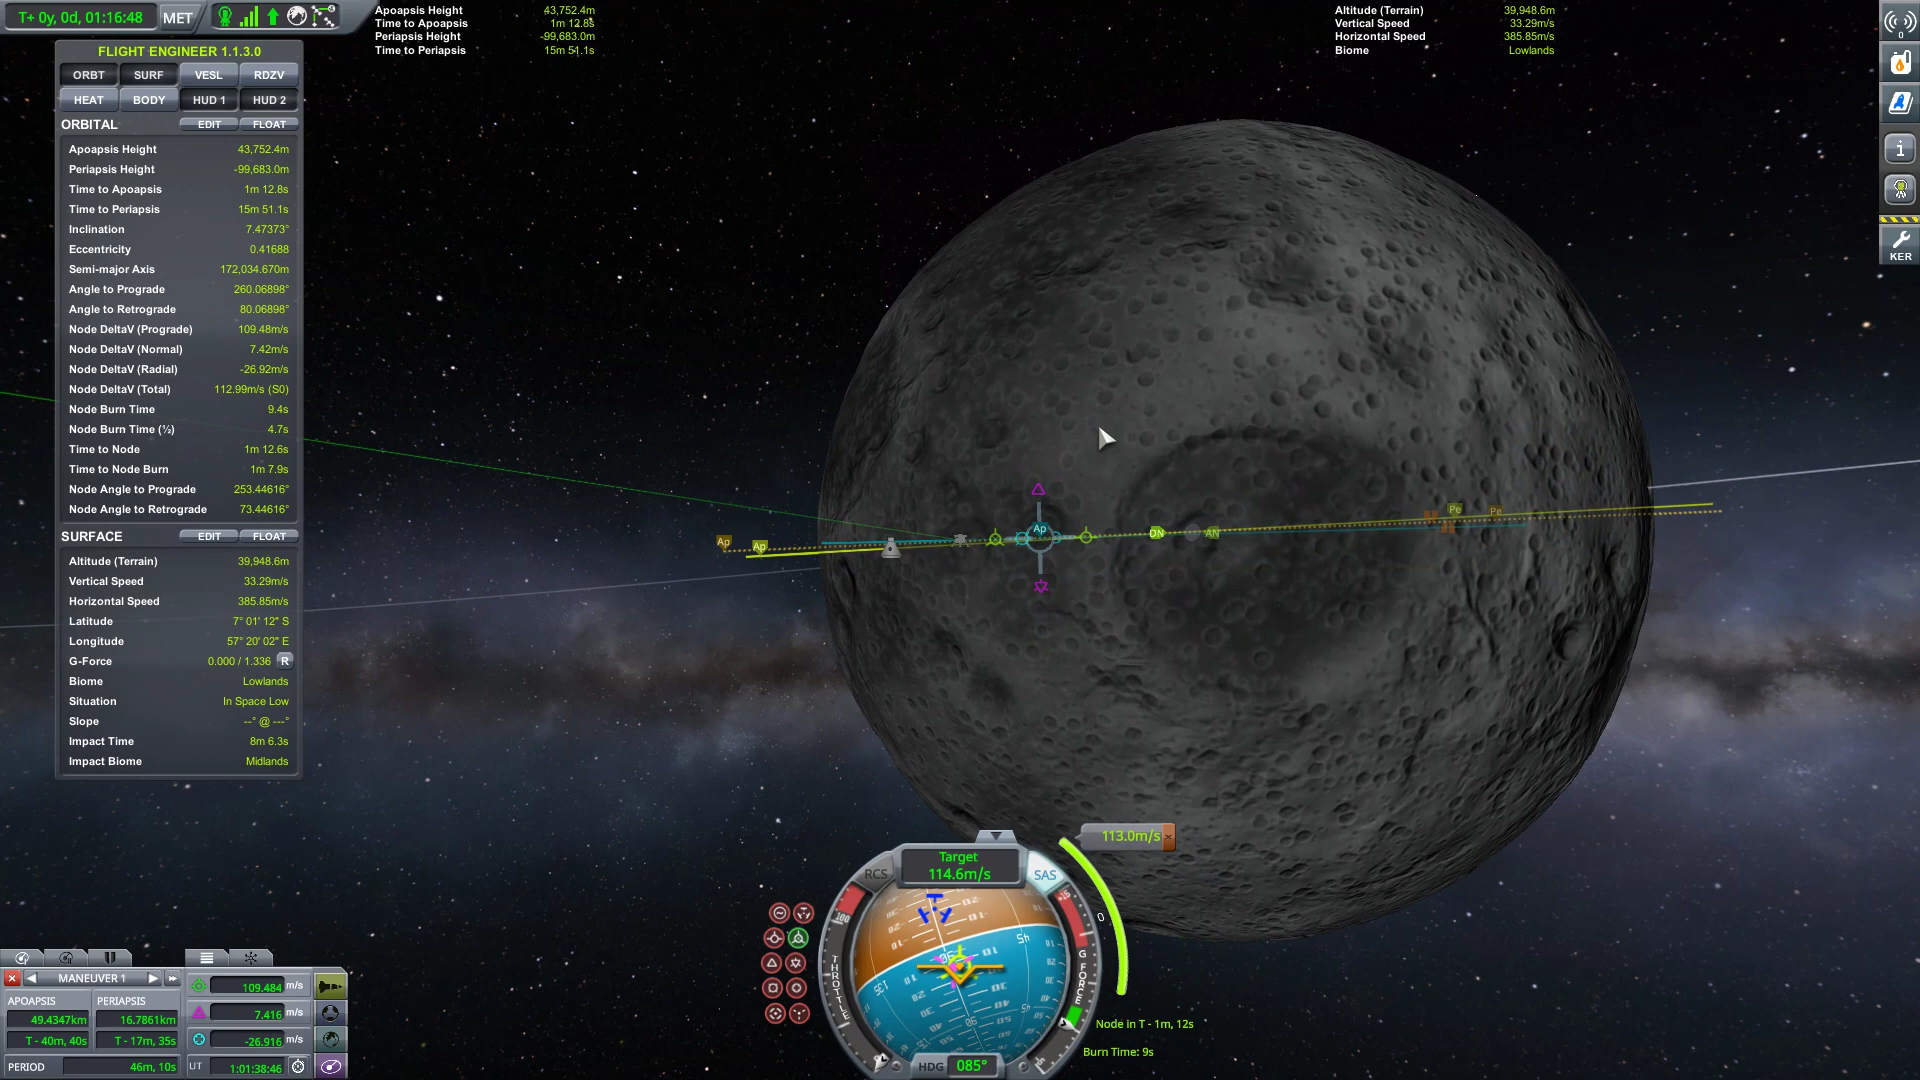 T+ 0y, 0d, 01:16:48 MET
Apoapsis Height 43,752.4m
Time to Apoapsis 1m 12.8s
Periapsis Height -99,683.0m
Time to Periapsis 15m 51.1s
Altitude (Terrain) 39,948.6m
Vertical Speed 33.29m/s
Horizontal Speed 385.85m/s
Biome Lowlands
0
KER
FLIGHT ENGINEER 1.1.3.0
ORBT SURF VESL RDZV
HEAT BODY HUD 1 HUD 2
ORBITAL EDIT FLOAT
Apoapsis Height 43,752.4m
Periapsis Height -99,683.0m
Time to Apoapsis 1m 12.8s
Time to Periapsis 15m 51.1s
Inclination 7.47373°
Eccentricity 0.41688
Semi-major Axis 172,034.670m
Angle to Prograde 260.06898°
Angle to Retrograde 80.06898°
Node DeltaV (Prograde) 109.48m/s
Node DeltaV (Normal) 7.42m/s
Node DeltaV (Radial) -26.92m/s
Node DeltaV (Total) 112.99m/s (S0)
Node Burn Time 9.4s
Node Burn Time (½) 4.7s
Time to Node 1m 12.6s
Time to Node Burn 1m 7.9s
Node Angle to Prograde 253.44616°
Node Angle to Retrograde 73.44616°
SURFACE EDIT FLOAT
Altitude (Terrain) 39,948.6m
Vertical Speed 33.29m/s
Horizontal Speed 385.85m/s
Latitude 7° 01' 12" S
Longitude 57° 20' 02" E
G-Force 0.000 / 1.336 R
Biome Lowlands
Situation In Space Low
Slope --° @ ---°
Impact Time 8m 6.3s
Impact Biome Midlands
Ap Ap Ap DN AN Pe Pe
113.0m/s
Target
114.6m/s
RCS SAS
THROTTLE
100
G FORCE
0
45
135
HDG 085°
Node in T - 1m, 12s
Burn Time: 9s
MANEUVER 1
APOAPSIS PERIAPSIS
49.4347km 16.7861km
T - 40m, 40s T - 17m, 35s
PERIOD 46m, 10s
109.484 m/s
7.416 m/s
-26.916 m/s
UT 1:01:38:46